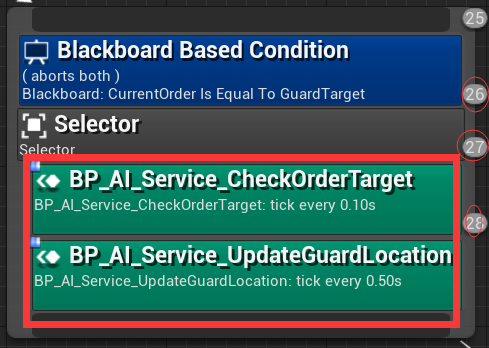 25
Blackboard Based Condition
( aborts both )
Blackboard: CurrentOrder Is Equal To GuardTarget
26
Selector
Selector
27
BP_AI_Service_CheckOrderTarget
BP_AI_Service_CheckOrderTarget: tick every 0.10s
28
BP_AI_Service_UpdateGuardLocation
BP_AI_Service_UpdateGuardLocation: tick every 0.50s